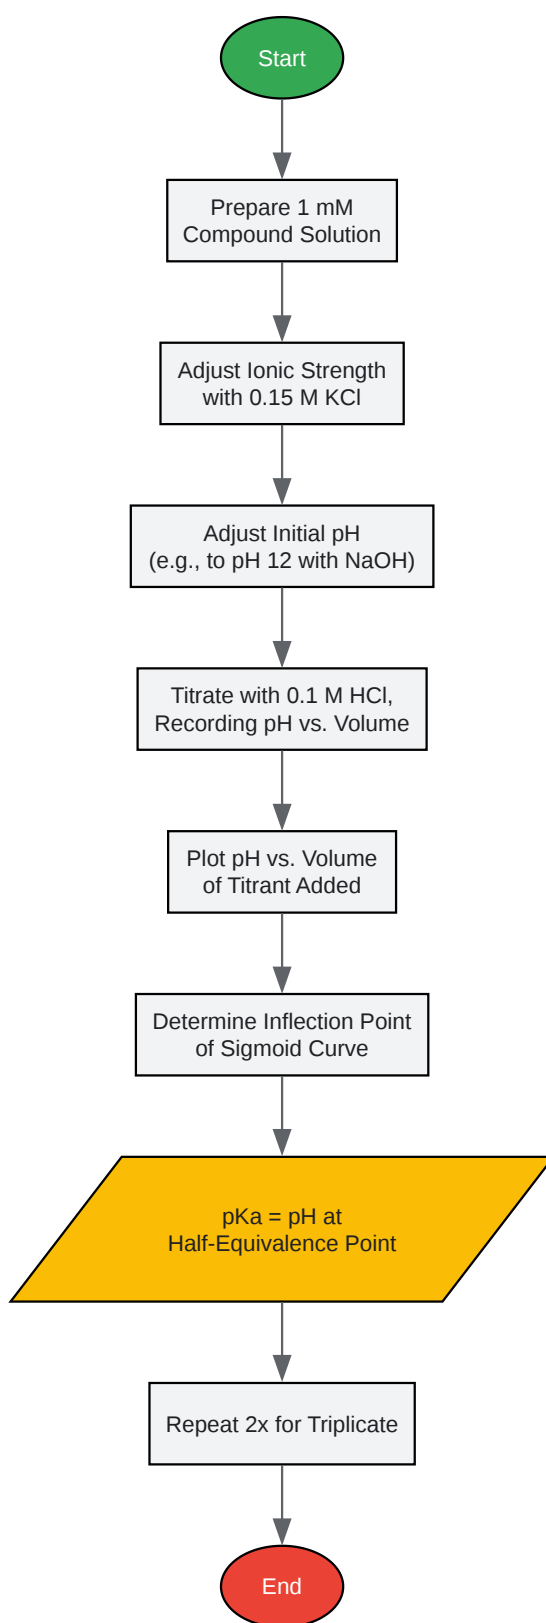 Start
Prepare 1 mM
Compound Solution
Adjust Ionic Strength
with 0.15 M KCl
Adjust Initial pH
(e.g., to pH 12 with NaOH)
Titrate with 0.1 M HCl,
Recording pH vs. Volume
Plot pH vs. Volume
of Titrant Added
Determine Inflection Point
of Sigmoid Curve
pKa = pH at
Half-Equivalence Point
Repeat 2x for Triplicate
End